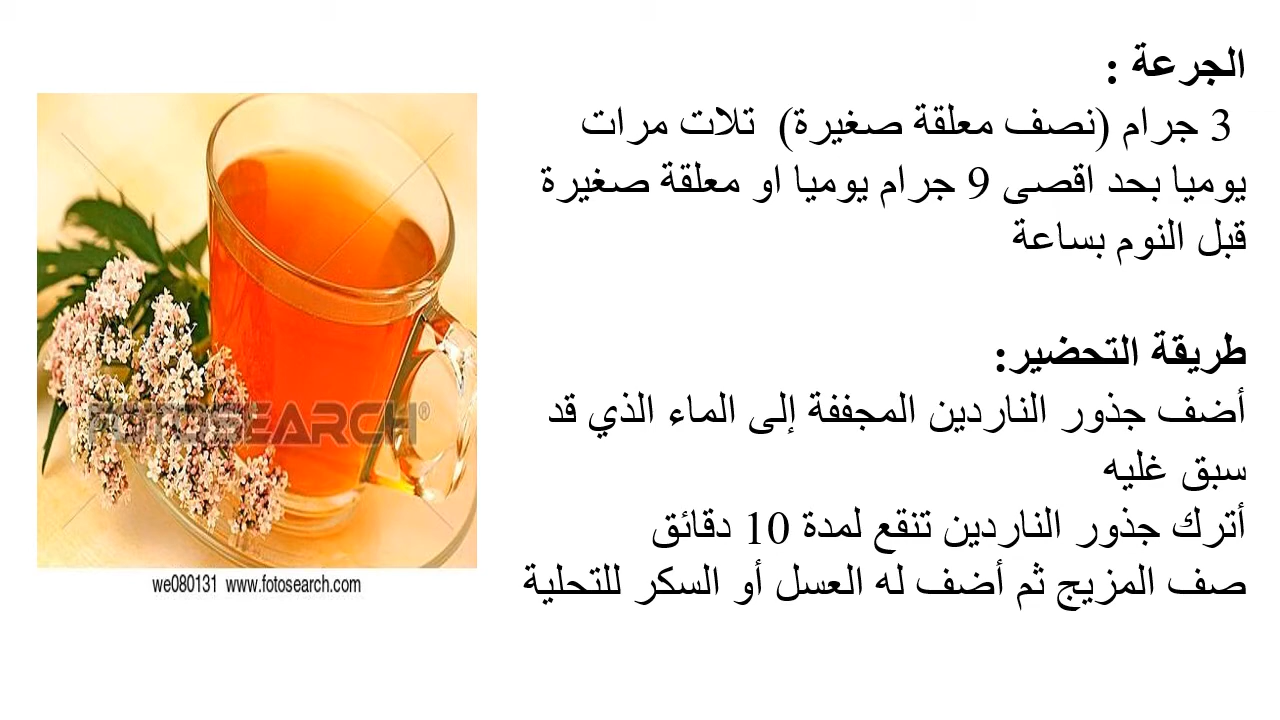 الجرعة :
3 جرام (نصف معلقة صغيرة) تلات مرات
يوميا بحد اقصى 9 جرام يوميا او معلقة صغيرة
قبل النوم بساعة
طريقة التحضير:
أضف جذور الناردين المجففة إلى الماء الذي قد
سبق غليه
أترك جذور الناردين تنقع لمدة 10 دقائق
صف المزيج ثم أضف له العسل أو السكر للتحلية
FOTOSEARCH®
we080131 www.fotosearch.com